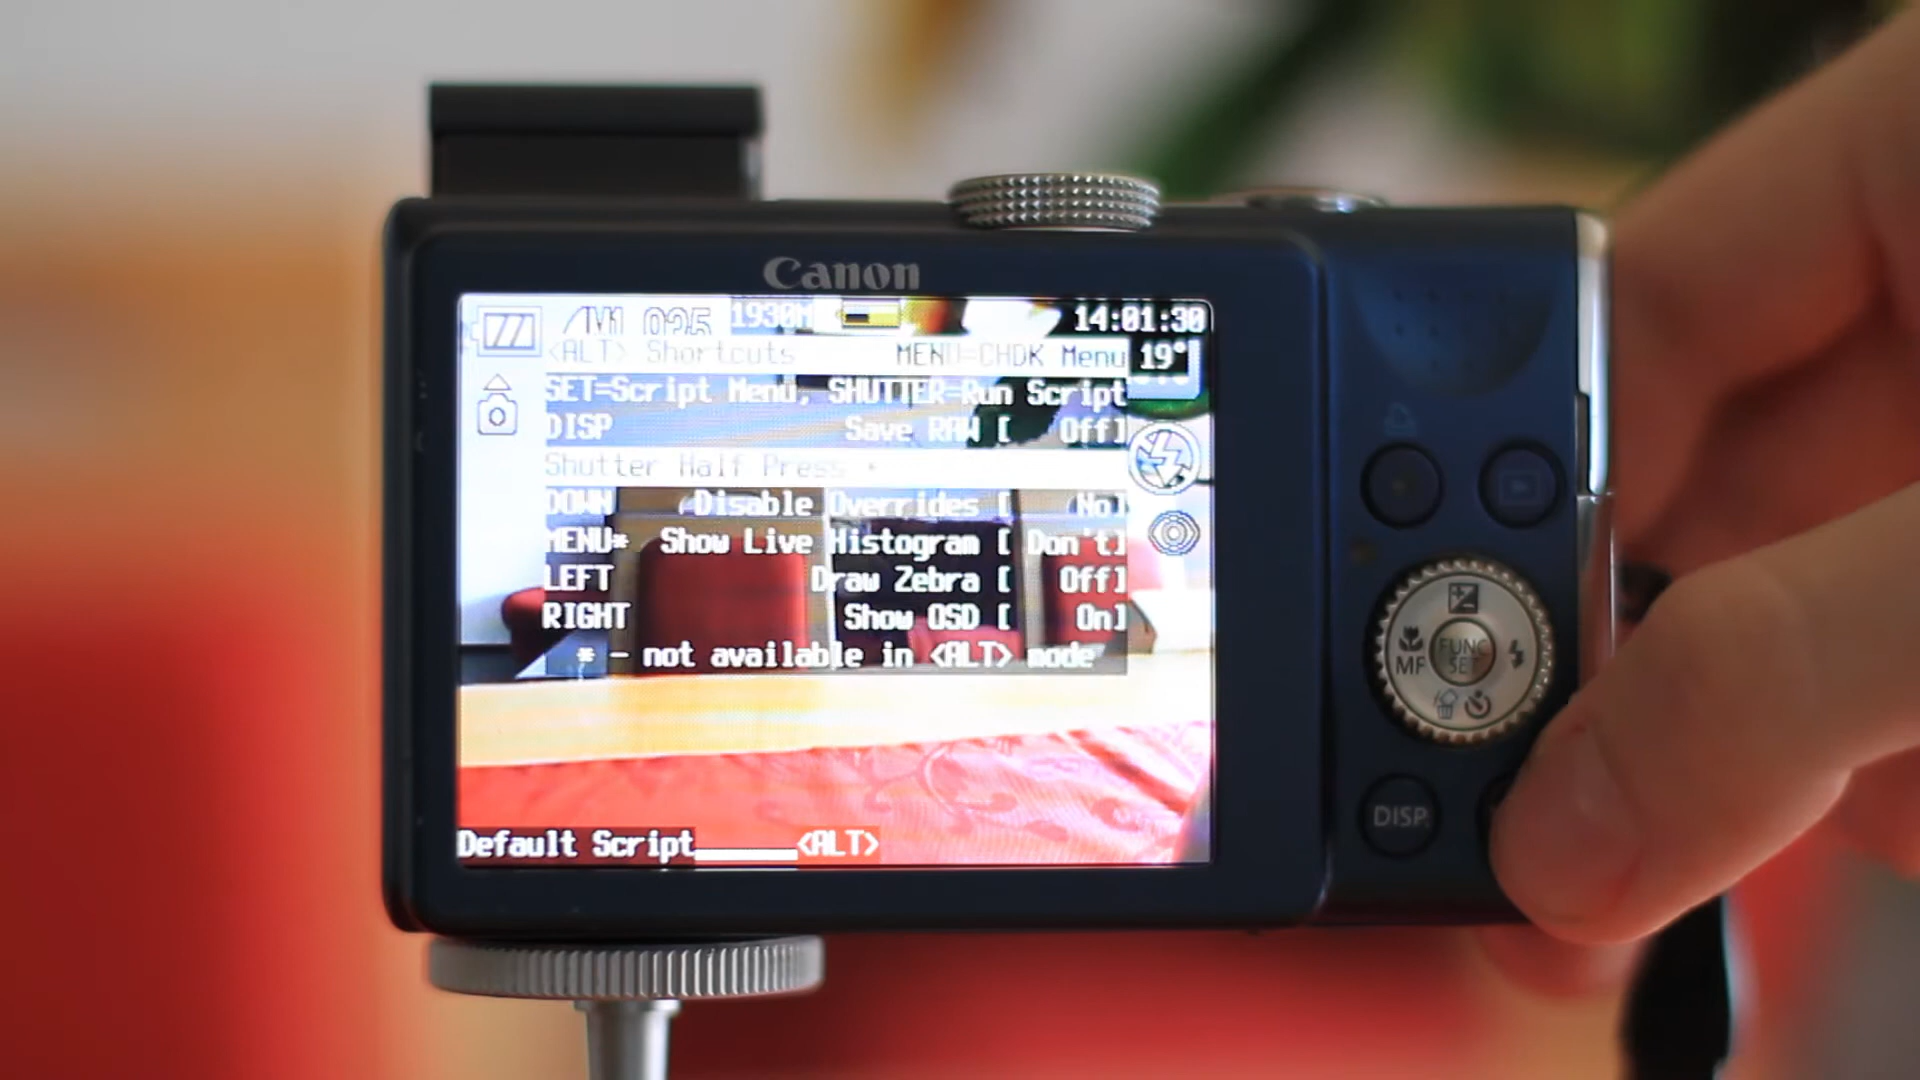 Canon
1930M 14:01:30
<ALT> Shortcuts MENU=CHDK Menu 19°
SET=Script Menu, SHUTTER=Run Script
DISP Save RAW [ Off]
Shutter Half Press +
DOWN Disable Overrides [ No]
MENU* Show Live Histogram [ Don't]
LEFT Draw Zebra [ Off]
RIGHT Show OSD [ On]
* - not available in <ALT> mode
Default Script <ALT>
MF
FUNC.
SET
DISP.